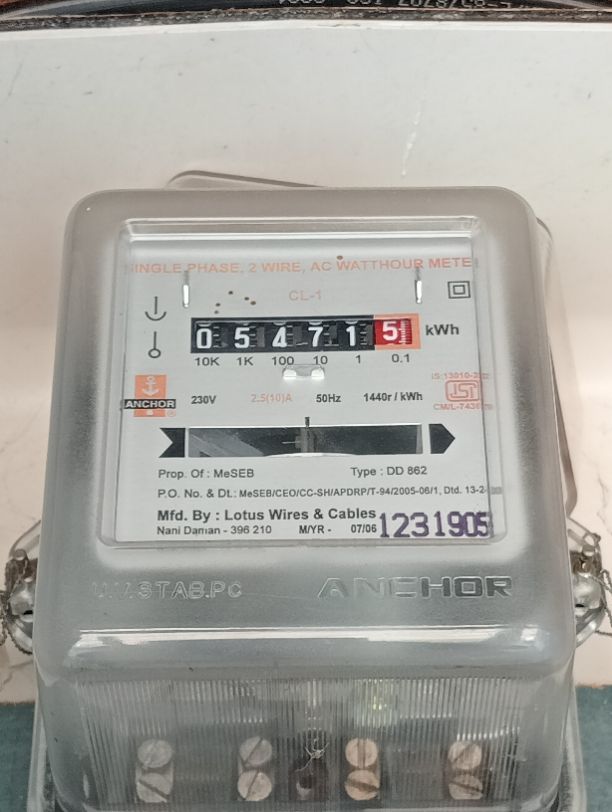 SINGLE PHASE, 2 WIRE, AC WATTHOUR METER
CL-1
0 5 4 7 1 5 kWh
10K 1K 100 10 1 0.1
ANCHOR
230V 2.5(10)A 50Hz 1440r / kWh
Prop. Of : MeSEB Type : DD 862
P.O. No. & Dt.: MeSEB/CEO/CC-SH/APDRP/T-94/2005-06/1, Dtd. 13-2-
Mfd. By : Lotus Wires & Cables
Nani Daman - 396 210 M/YR - 07/06 1231905
U.V.STAB.PC ANCHOR